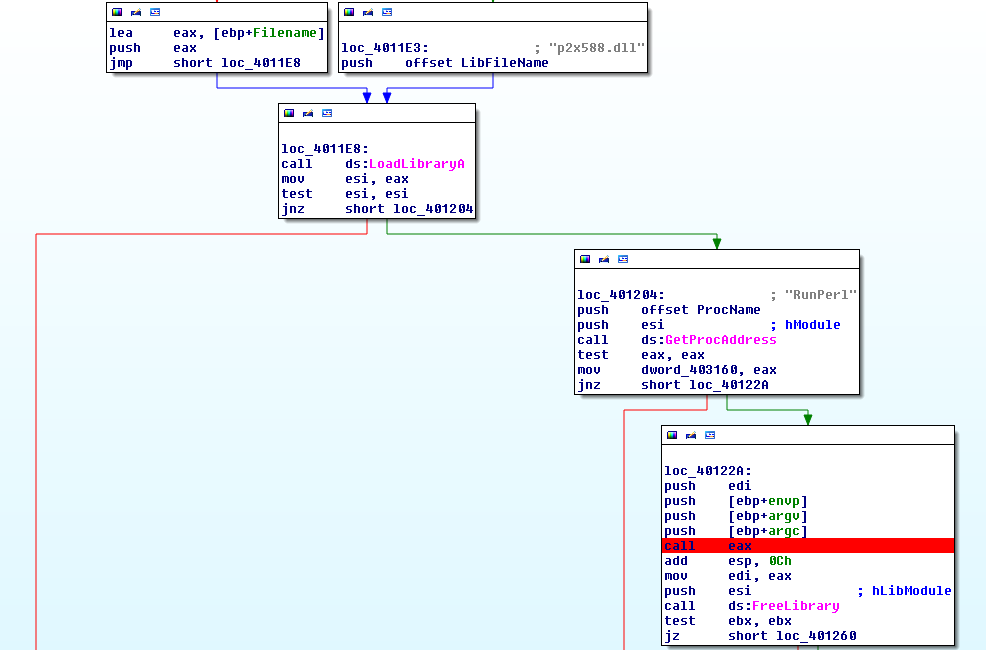 lea     eax, [ebp+Filename]
push    eax
jmp     short loc_4011E8
loc_4011E3:             ; "p2x588.dll"
push    offset LibFileName
loc_4011E8:
call    ds:LoadLibraryA
mov     esi, eax
test    esi, esi
jnz     short loc_401204
loc_401204:             ; "RunPerl"
push    offset ProcName
push    esi             ; hModule
call    ds:GetProcAddress
test    eax, eax
mov     dword_403160, eax
jnz     short loc_40122A
loc_40122A:
push    edi
push    [ebp+envp]
push    [ebp+argv]
push    [ebp+argc]
call    eax
add     esp, 0Ch
mov     edi, eax
push    esi             ; hLibModule
call    ds:FreeLibrary
test    ebx, ebx
jz      short loc_401260